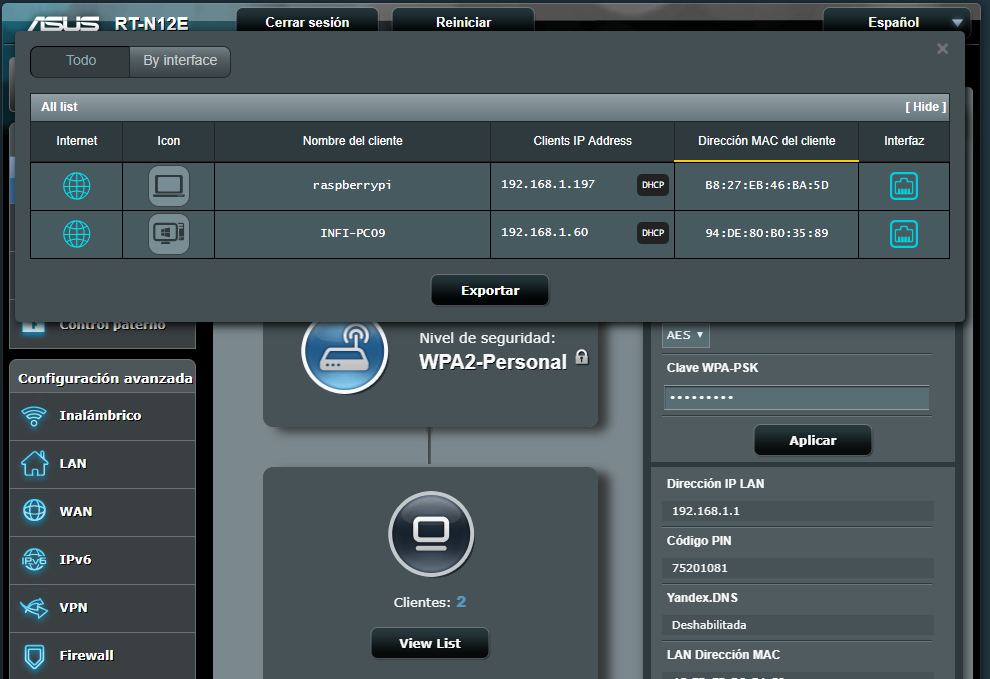 ASUS RT-N12E Cerrar sesión Reiniciar Español
Todo By interface
All list [ Hide ]
Internet Icon Nombre del cliente Clients IP Address Dirección MAC del cliente Interfaz
raspberrypi 192.168.1.197 DHCP B8:27:EB:46:BA:5D
INFI-PC09 192.168.1.60 DHCP 94:DE:80:B0:35:89
Exportar
Control paterno
Configuración avanzada
Inalámbrico
LAN
WAN
IPv6
VPN
Firewall
Nivel de seguridad:
WPA2-Personal
Clientes: 2
View List
AES
Clave WPA-PSK
•••••••••
Aplicar
Dirección IP LAN
192.168.1.1
Código PIN
75201081
Yandex.DNS
Deshabilitada
LAN Dirección MAC